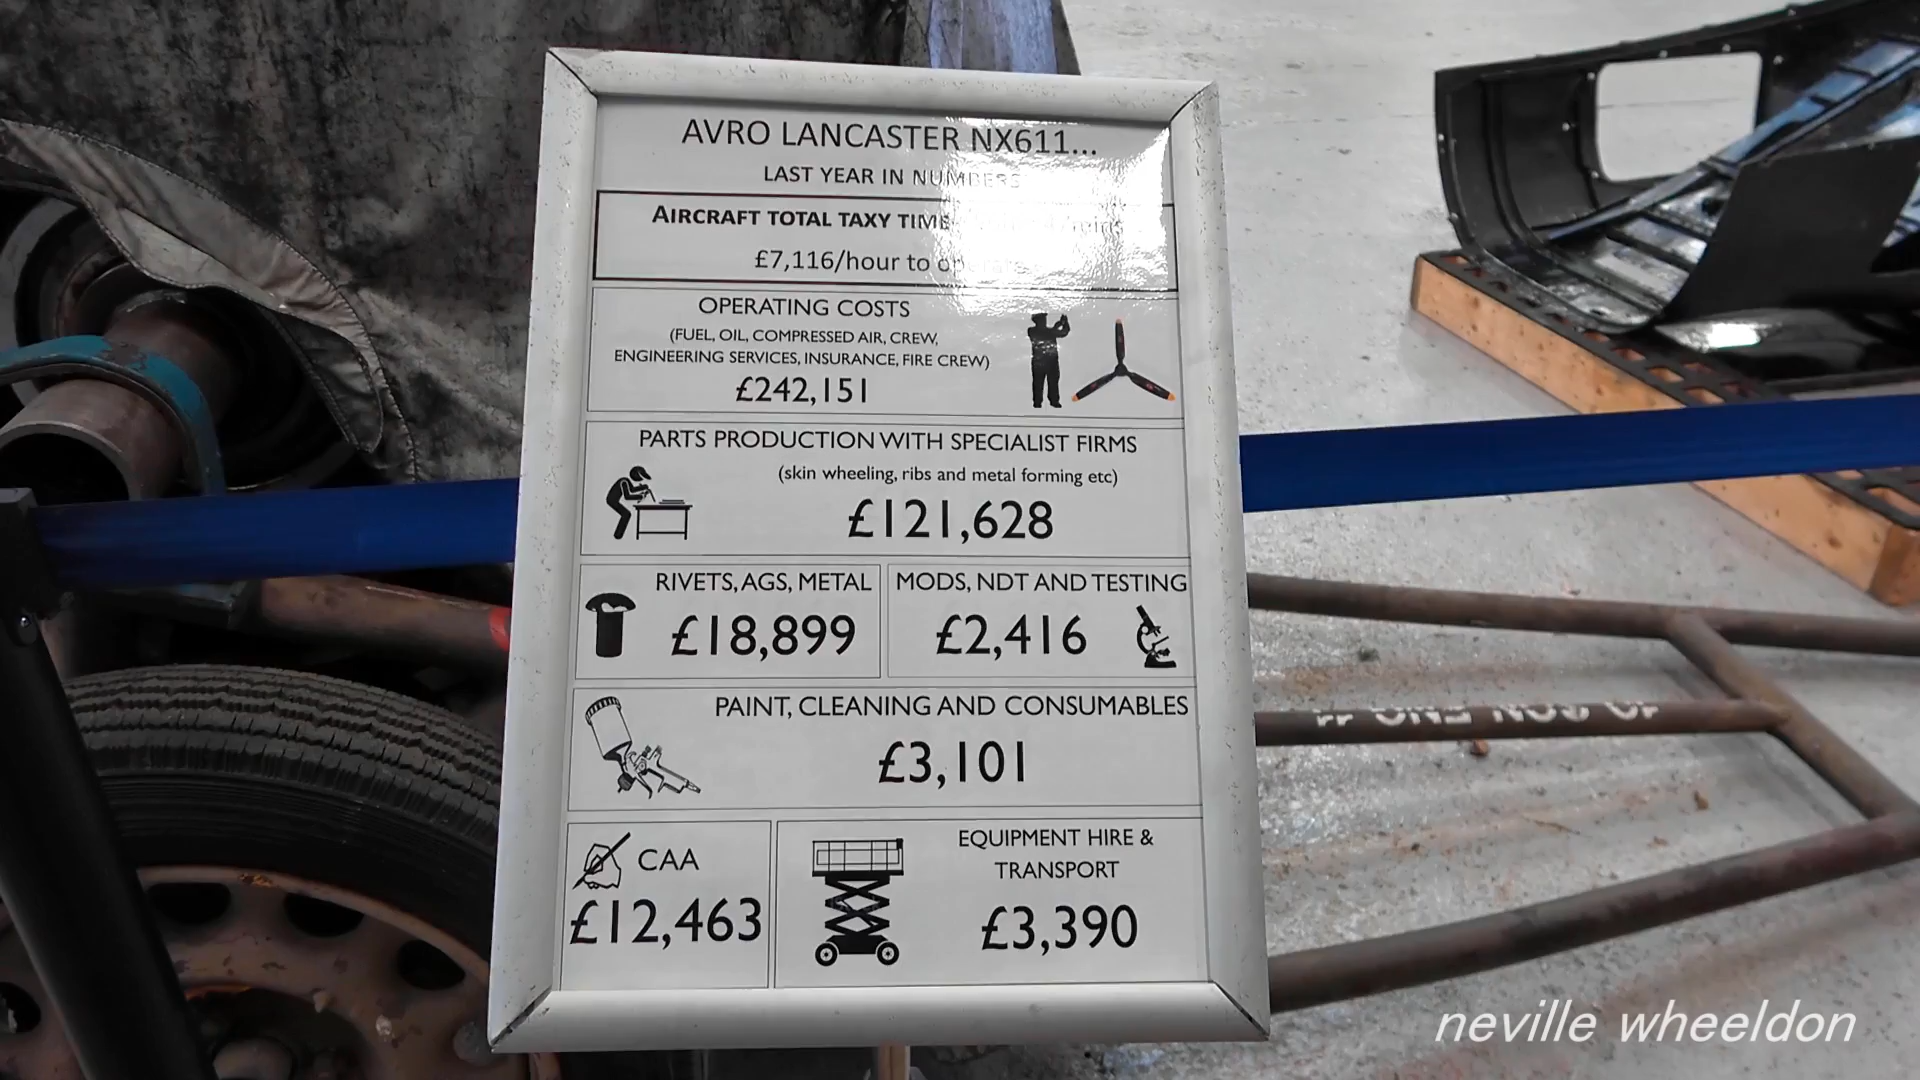 AVRO LANCASTER NX611...
LAST YEAR IN NUMBERS
AIRCRAFT TOTAL TAXY TIME
£7,116/hour to operate
OPERATING COSTS
(FUEL, OIL, COMPRESSED AIR, CREW,
ENGINEERING SERVICES, INSURANCE, FIRE CREW)
£242,151
PARTS PRODUCTION WITH SPECIALIST FIRMS
(skin wheeling, ribs and metal forming etc)
£121,628
RIVETS, AGS, METAL
£18,899
MODS, NDT AND TESTING
£2,416
PAINT, CLEANING AND CONSUMABLES
£3,101
CAA
£12,463
EQUIPMENT HIRE &
TRANSPORT
£3,390
neville wheeldon